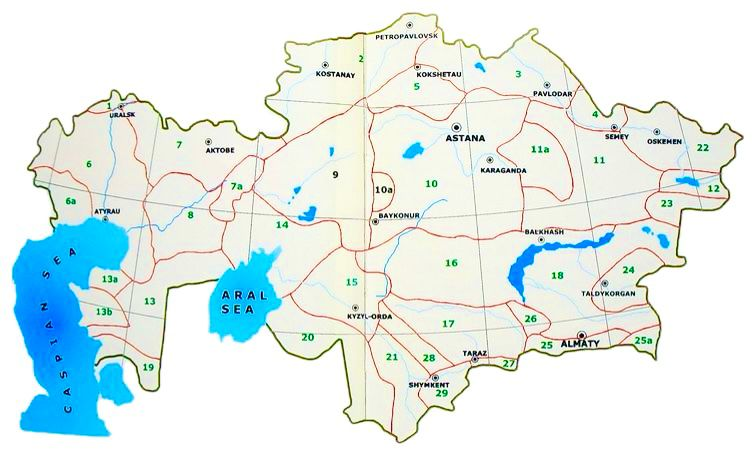 PETROPAVLOVSK
2
KOSTANAY
KOKSHETAU
3
5
PAVLODAR
1
URALSK
4
SEMEY
OSKEMEN
ASTANA
7
AKTOBE
22
11a
11
KARAGANDA
6
9
10
10a
7a
12
6a
23
ATYRAU
8
14
BAYKONUR
BALKHASH
CASPIAN SEA
16
18
24
13a
15
ARAL
SEA
TALDYKORGAN
13
13b
KYZYL-ORDA
17
26
20
25
ALMATY
25a
21
28
TARAZ
27
19
SHYMKENT
29